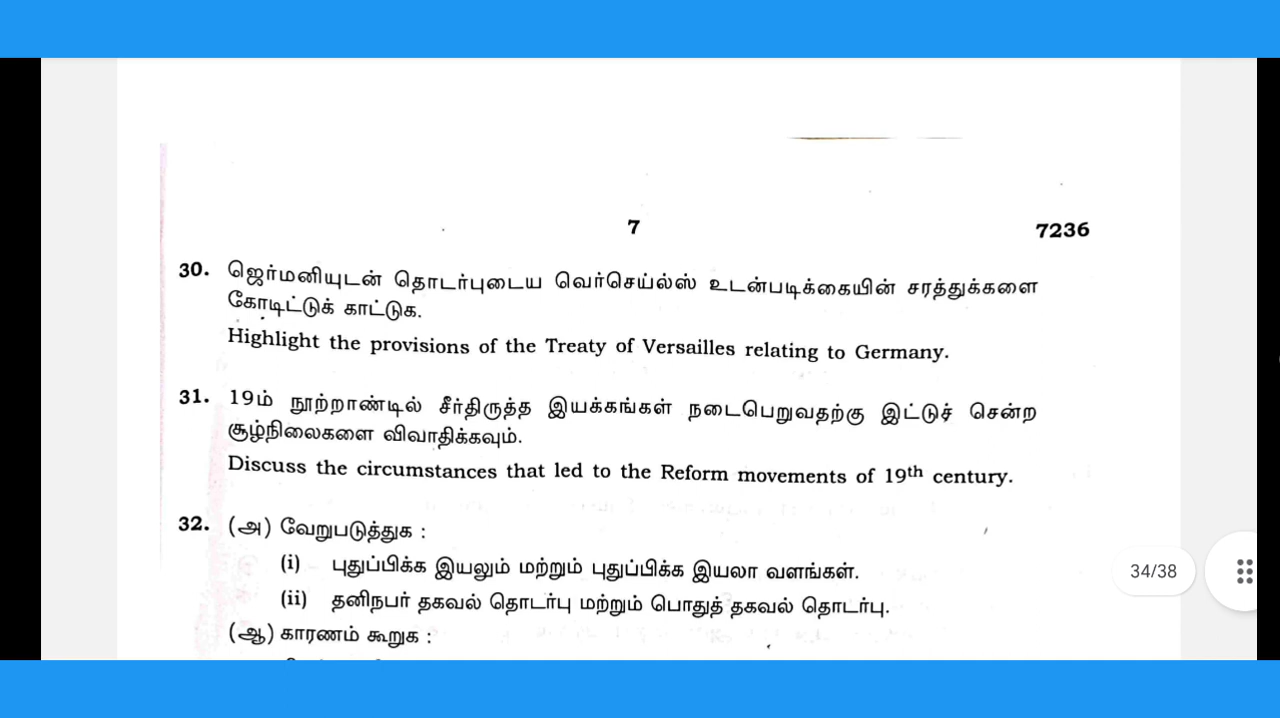 7
7236
30. ஜெர்மனியுடன் தொடர்புடைய வெர்செய்ல்ஸ் உடன்படிக்கையின் சரத்துக்களை
கோடிட்டுக் காட்டுக.
Highlight the provisions of the Treaty of Versailles relating to Germany.
31. 19ம் நூற்றாண்டில் சீர்திருத்த இயக்கங்கள் நடைபெறுவதற்கு இட்டுச் சென்ற
சூழ்நிலைகளை விவாதிக்கவும்.
Discuss the circumstances that led to the Reform movements of 19th century.
32. (அ) வேறுபடுத்துக :
(i) புதுப்பிக்க இயலும் மற்றும் புதுப்பிக்க இயலா வளங்கள்.
34/38
(ii) தனிநபர் தகவல் தொடர்பு மற்றும் பொதுத் தகவல் தொடர்பு.
(ஆ) காரணம் கூறுக :